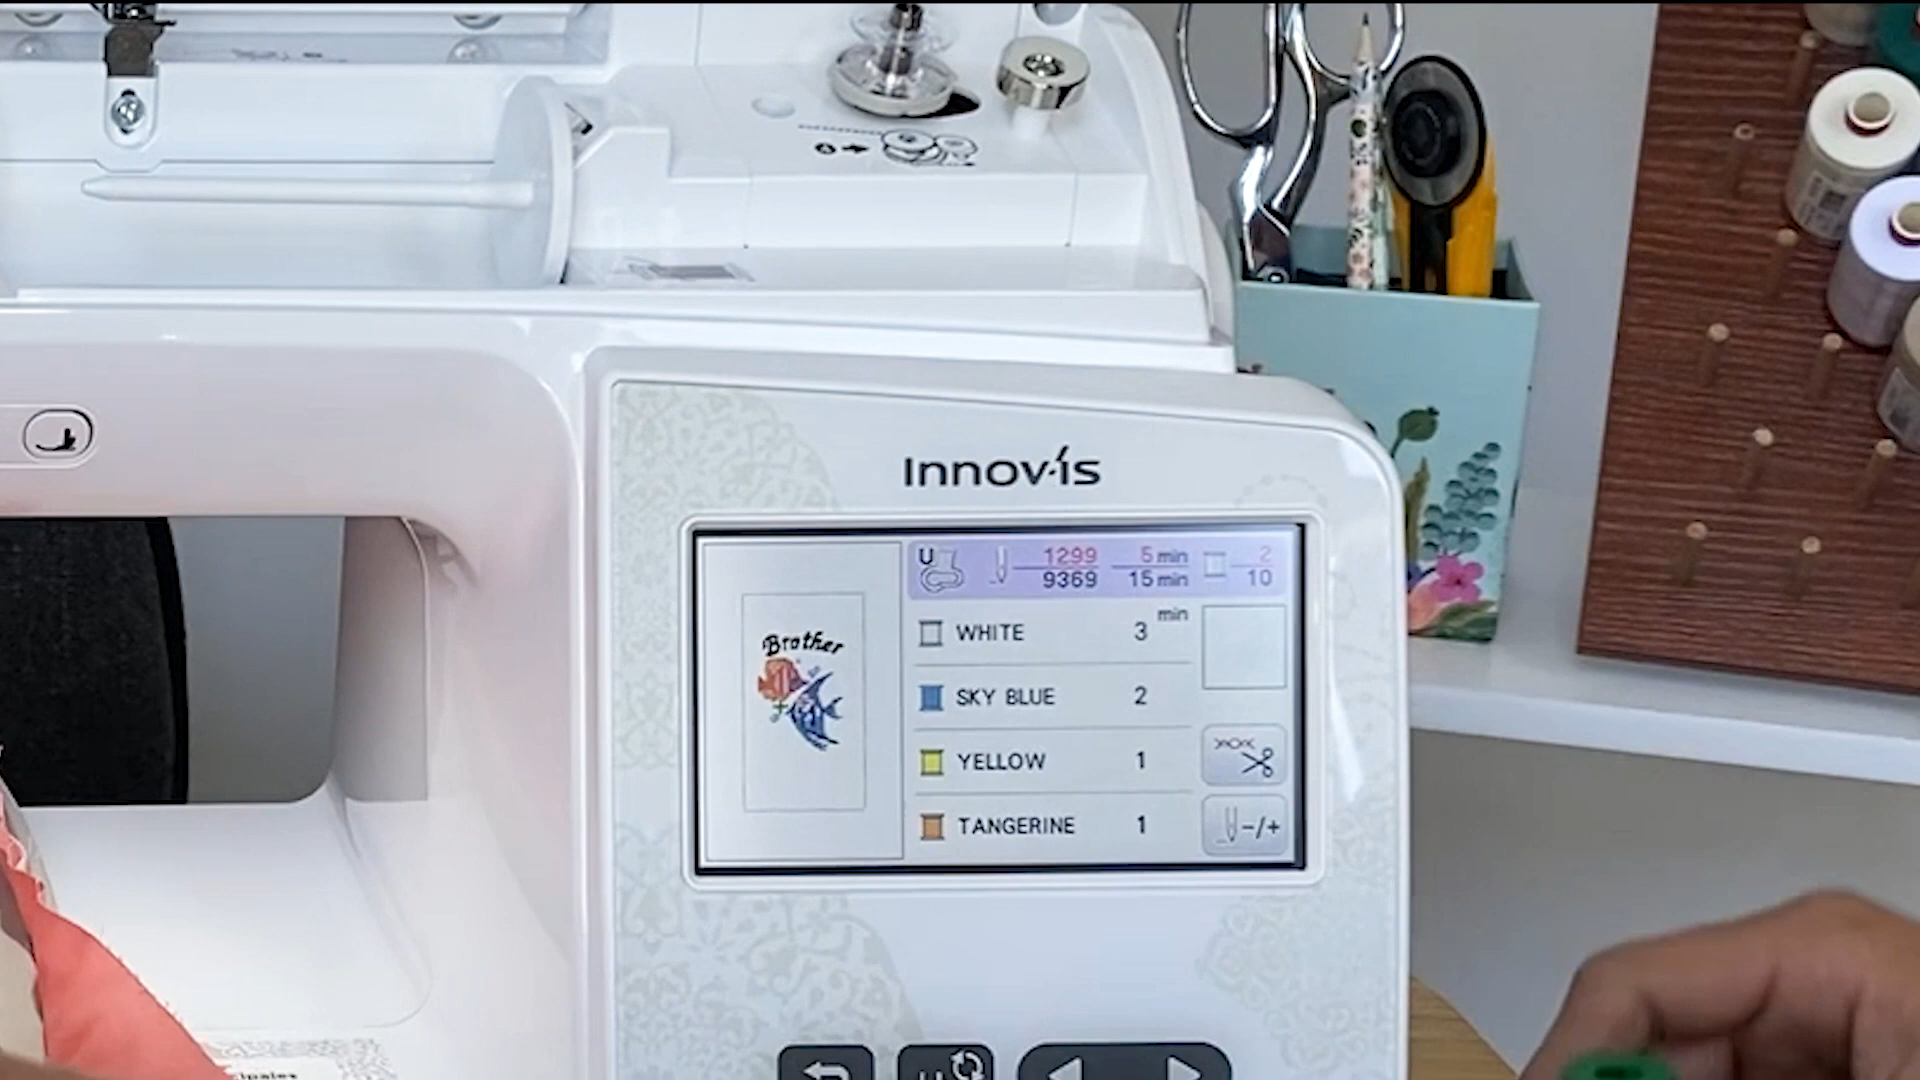 Innov-ís
U 1299 5 min 2
9369 15 min 10
min
WHITE 3
SKY BLUE 2
YELLOW 1
TANGERINE 1
-/+
Brother